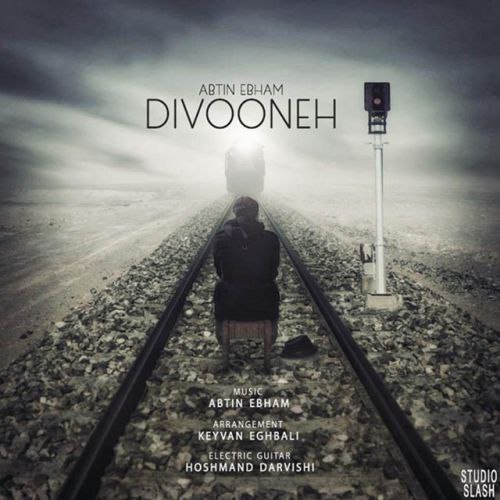 ABTIN EBHAM
DIVOONEH
MUSIC
ABTIN EBHAM
ARRANGEMENT
KEYVAN EGHBALI
ELECTRIC GUITAR
HOSHMAND DARVISHI
STUDIO
SLASH